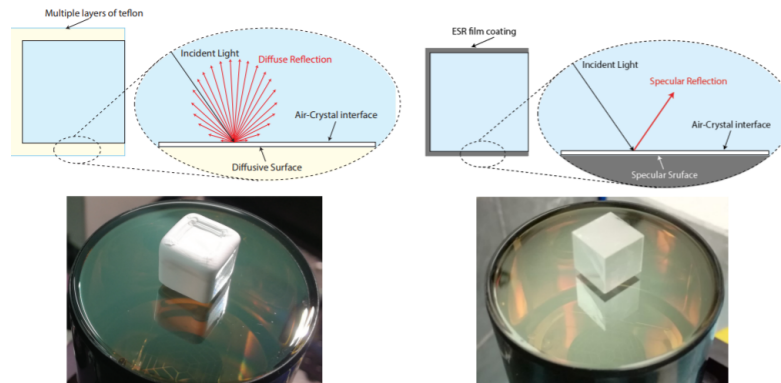 Multiple layers of teflon
Incident Light
Diffuse Reflection
Air-Crystal interface
Diffusive Surface
ESR film coating
Incident Light
Specular Reflection
Air-Crystal interface
Specular Sruface